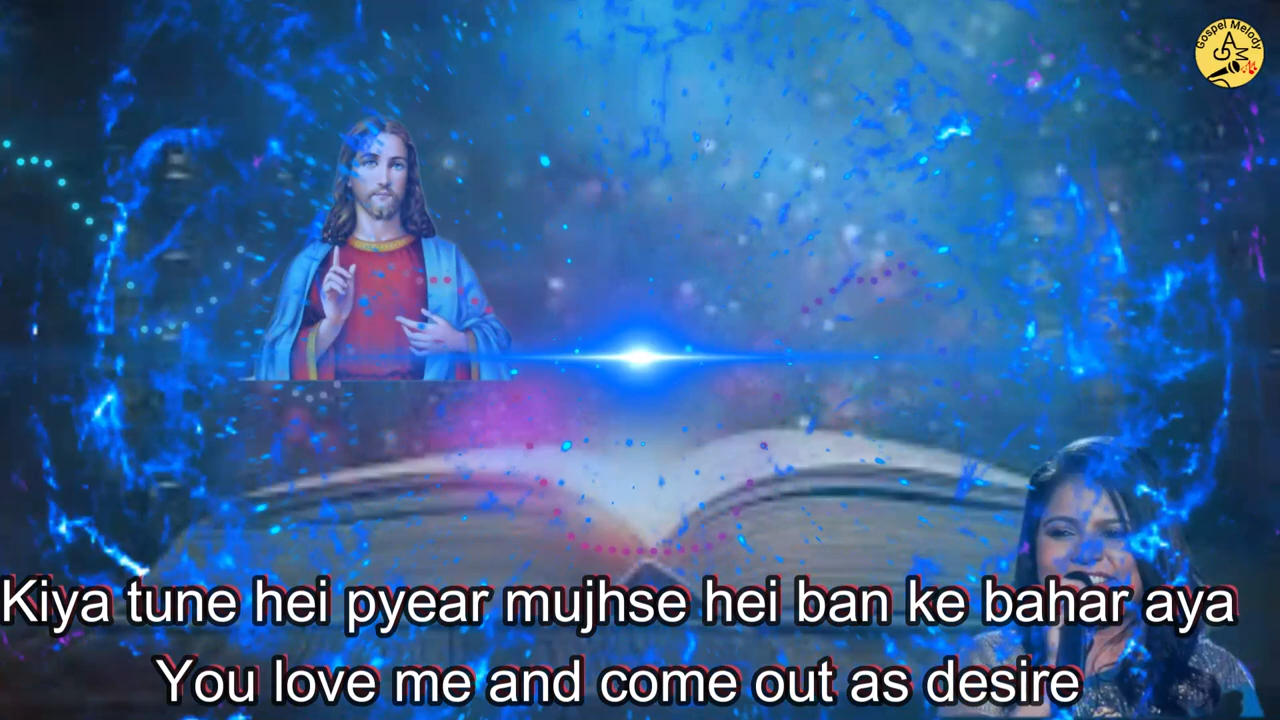 Gospel Melody
Kiya tune hei pyear mujhse hei ban ke bahar aya
You love me and come out as desire